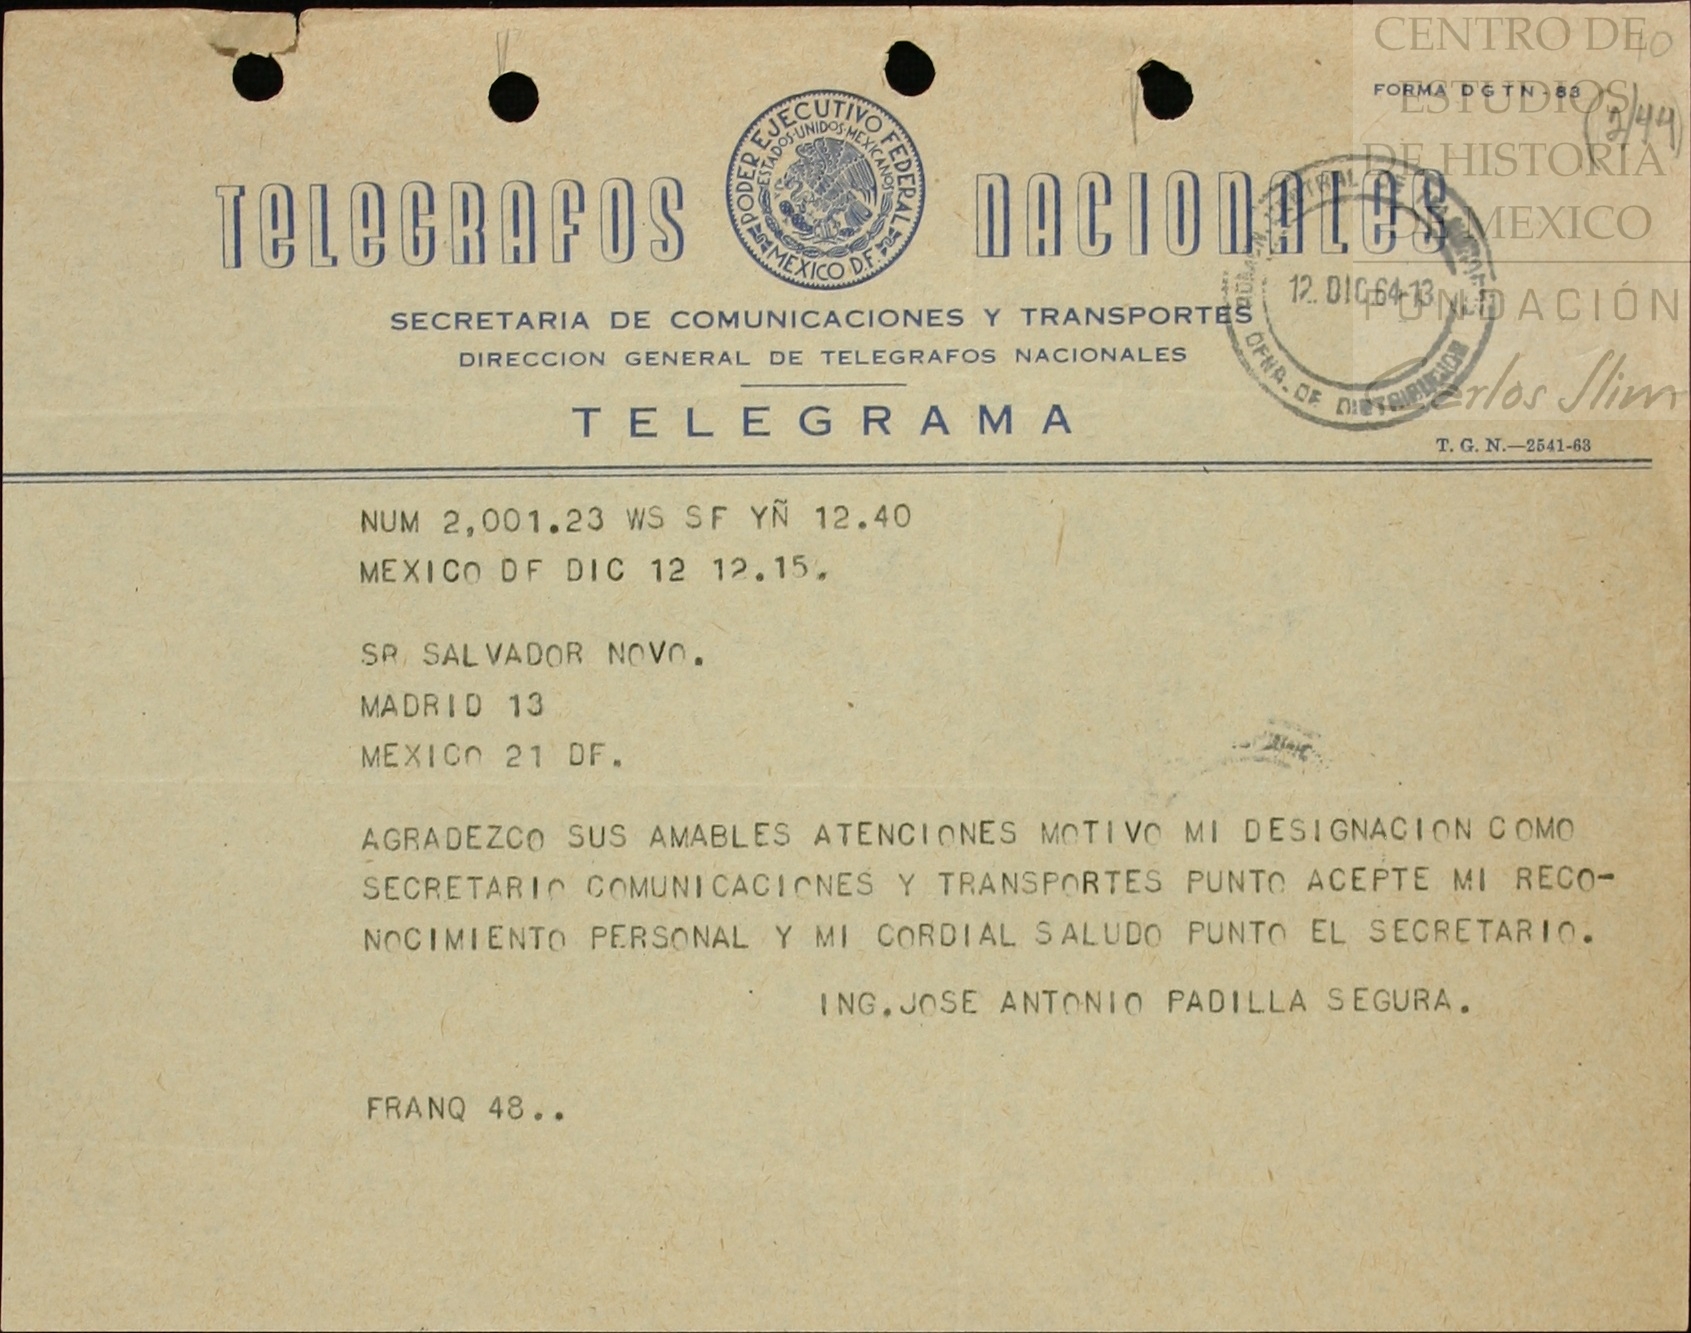 CENTRO DE
ESTUDIOS
DE HISTORIA
DE MEXICO
FUNDACIÓN
Carlos Slim
40
FORMA DGTN-83
(2/44)
TELEGRAFOS NACIONALES
PODER EJECUTIVO FEDERAL
ESTADOS·UNIDOS·MEXICANOS
MEXICO D.F.
12. DIC 64-13
OFNA. DE DISTRIBUCION
SECRETARIA DE COMUNICACIONES Y TRANSPORTES
DIRECCION GENERAL DE TELEGRAFOS NACIONALES
TELEGRAMA
T. G. N.—2541-63
NUM 2,001.23 WS SF YÑ 12.40
MEXICO DF DIC 12 12.15.
SR SALVADOR NOVO.
MADRID 13
MEXICO 21 DF.
AGRADEZCO SUS AMABLES ATENCIONES MOTIVO MI DESIGNACION COMO
SECRETARIO COMUNICACIONES Y TRANSPORTES PUNTO ACEPTE MI RECO-
NOCIMIENTO PERSONAL Y MI CORDIAL SALUDO PUNTO EL SECRETARIO.
ING.JOSE ANTONIO PADILLA SEGURA.
FRANQ 48..